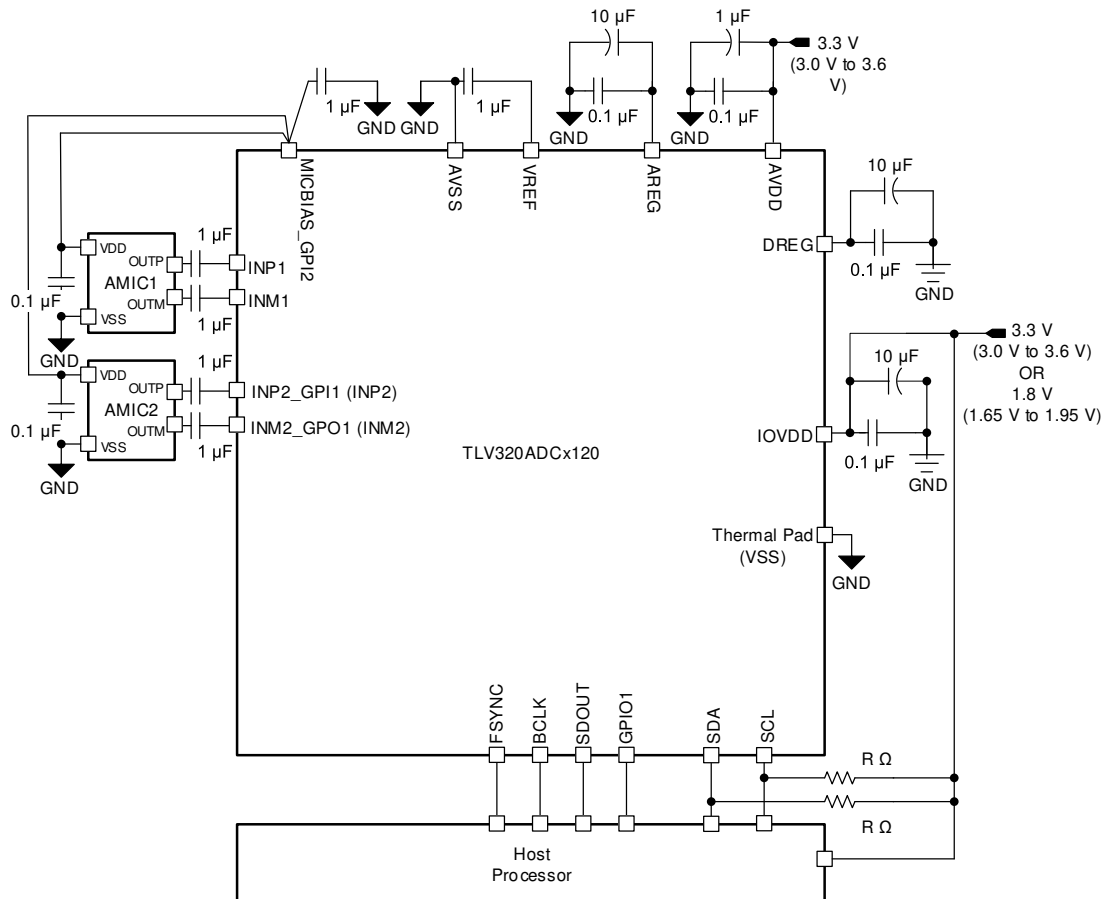 10 µF
1 µF
3.3 V
(3.0 V to 3.6
V)
1 µF
GND
GND
1 µF
0.1 µF
GND
0.1 µF
GND
MICBIAS_GPI2
AVSS
VREF
AREG
AVDD
10 µF
DREG
0.1 µF
GND
1 µF
VDD
OUTP
AMIC1
OUTM
VSS
0.1 µF
GND
INP1
INM1
1 µF
3.3 V
(3.0 V to 3.6 V)
OR
1.8 V
(1.65 V to 1.95 V)
10 µF
IOVDD
0.1 µF
GND
1 µF
VDD
OUTP
AMIC2
OUTM
VSS
0.1 µF
GND
INP2_GPI1 (INP2)
INM2_GPO1 (INM2)
1 µF
TLV320ADCx120
Thermal Pad
(VSS)
GND
FSYNC
BCLK
SDOUT
GPIO1
SDA
SCL
R Ω
R Ω
Host
Processor